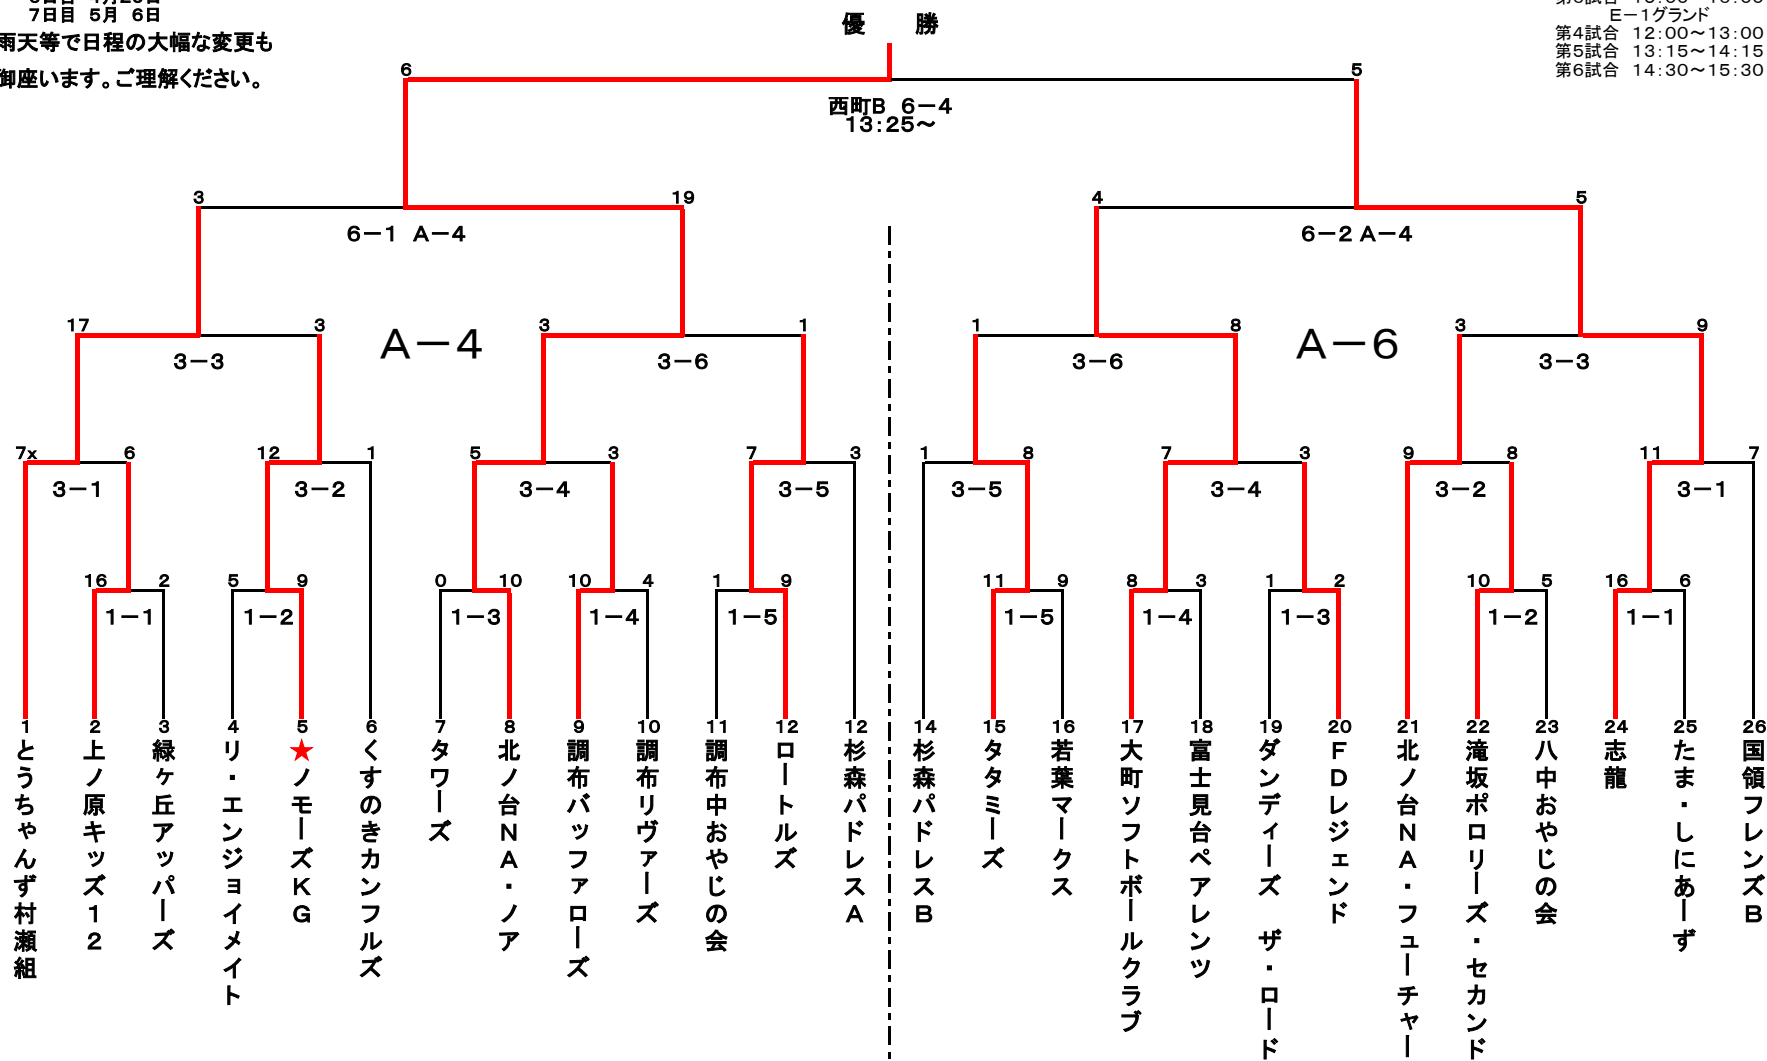 7日目 5月 6日
雨天等で日程の大幅な変更も
御座います。ご理解ください。
優 勝
E－1グランド
第4試合 12：00～13：00
第5試合 13：15～14：15
第6試合 14：30～15：30
6 5
西町B 6－4
13：25～
3 19 4 5
6－1 A－4 6－2 A－4
17 3 3 1 1 8 3 9
A－4 A－6
3－3 3－6 3－6 3－3
7x 6 12 1 5 3 7 3 1 8 7 3 9 8 11 7
3－1 3－2 3－4 3－5 3－5 3－4 3－2 3－1
16 2 5 9 0 10 10 4 1 9 11 9 8 3 1 2 10 5 16 6
1－1 1－2 1－3 1－4 1－5 1－5 1－4 1－3 1－2 1－1
1 とうちゃんず村瀬組
2 上ノ原キッズ12
3 緑ヶ丘アッパーズ
4 リ・エンジョイメイト
5 ★ノモーズKG
6 くすのきカンフルズ
7 タワーズ
8 北ノ台NA・ノア
9 調布バッファローズ
10 調布リヴァーズ
11 調布中おやじの会
12 ロートルズ
12 杉森パドレスA
14 杉森パドレスB
15 タタミーズ
16 若葉マークス
17 大町ソフトボールクラブ
18 富士見台ペアレンツ
19 ダンディーズ ザ・ロード
20 FDレジェンド
21 北ノ台NA・フューチャー
22 滝坂ポロリーズ・セカンド
23 八中おやじの会
24 志龍
25 たま・しにあーず
26 国領フレンズB